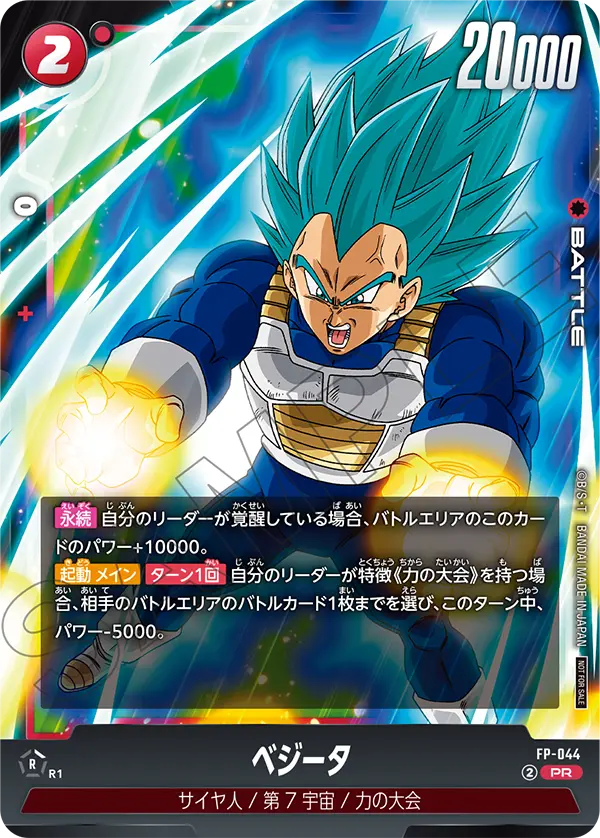 2
20000
0
+
BATTLE
SAMPLE
永続 自分のリーダーが覚醒している場合、バトルエリアのこのカー
ドのパワー+10000。
起動メイン ターン1回 自分のリーダーが特徴《力の大会》を持つ場
合、相手のバトルエリアのバトルカード1枚までを選び、このターン中、
パワー-5000。
©B/S・T BANDAI MADE IN JAPAN
NOT FOR SALE
R
R1
ベジータ
FP-044
2 PR
サイヤ人 / 第7宇宙 / 力の大会